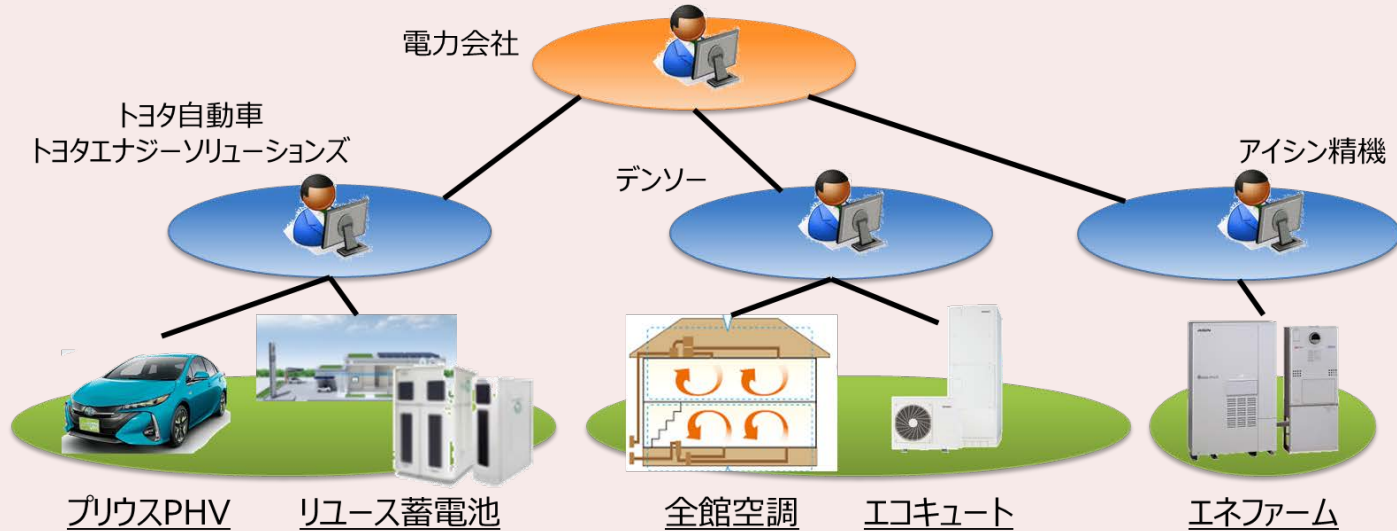 電力会社
トヨタ自動車
トヨタエナジーソリューションズ
デンソー
アイシン精機
プリウスPHV
リユース蓄電池
全館空調
エコキュート
エネファーム